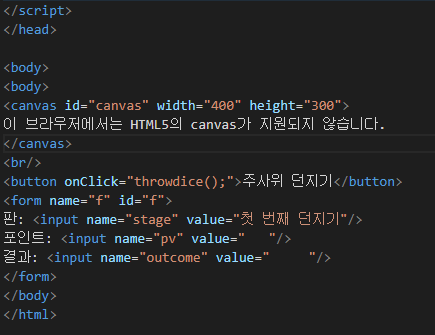 </script>
</head>
<body>
<body>
<canvas id="canvas" width="400" height="300">
이 브라우저에서는 HTML5의 canvas가 지원되지 않습니다.
</canvas>
<br/>
<button onClick="throwdice();">주사위 던지기</button>
<form name="f" id="f">
판: <input name="stage" value="첫 번째 던지기"/>
포인트: <input name="pv" value="   "/>
결과: <input name="outcome" value="     "/>
</form>
</body>
</html>